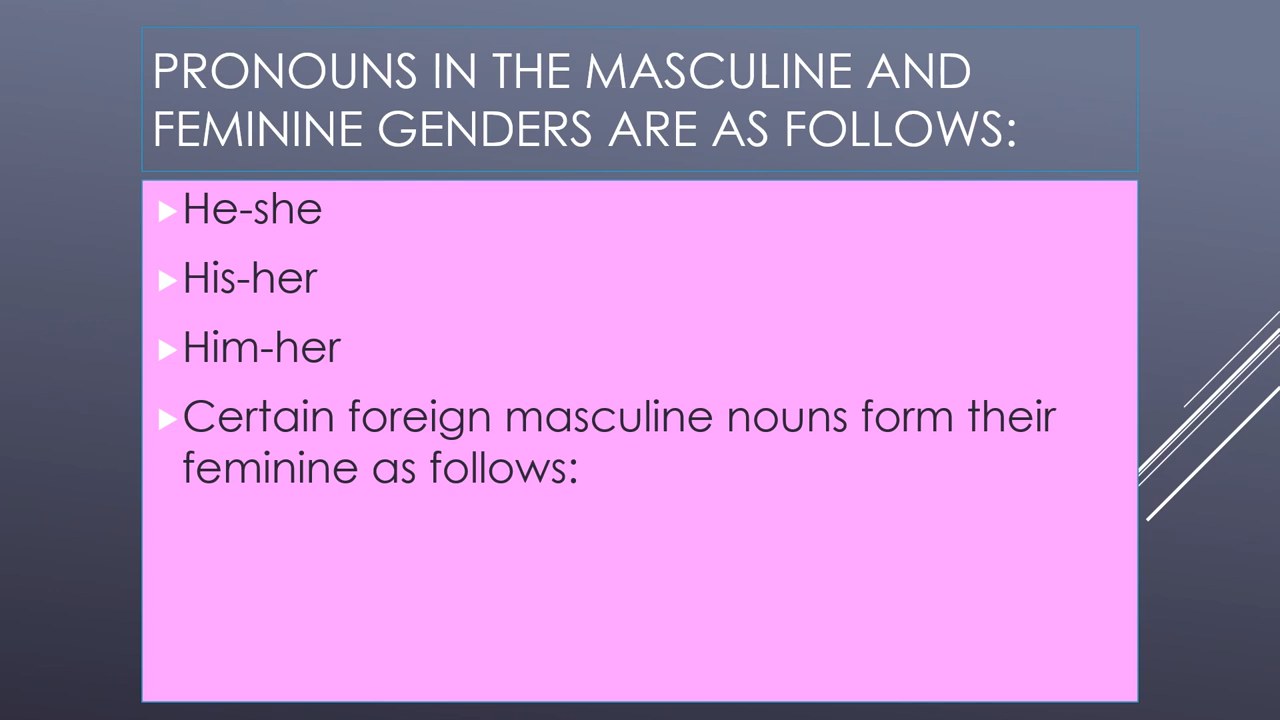 PRONOUNS IN THE MASCULINE AND
FEMININE GENDERS ARE AS FOLLOWS:
He-she
His-her
Him-her
Certain foreign masculine nouns form their
feminine as follows: